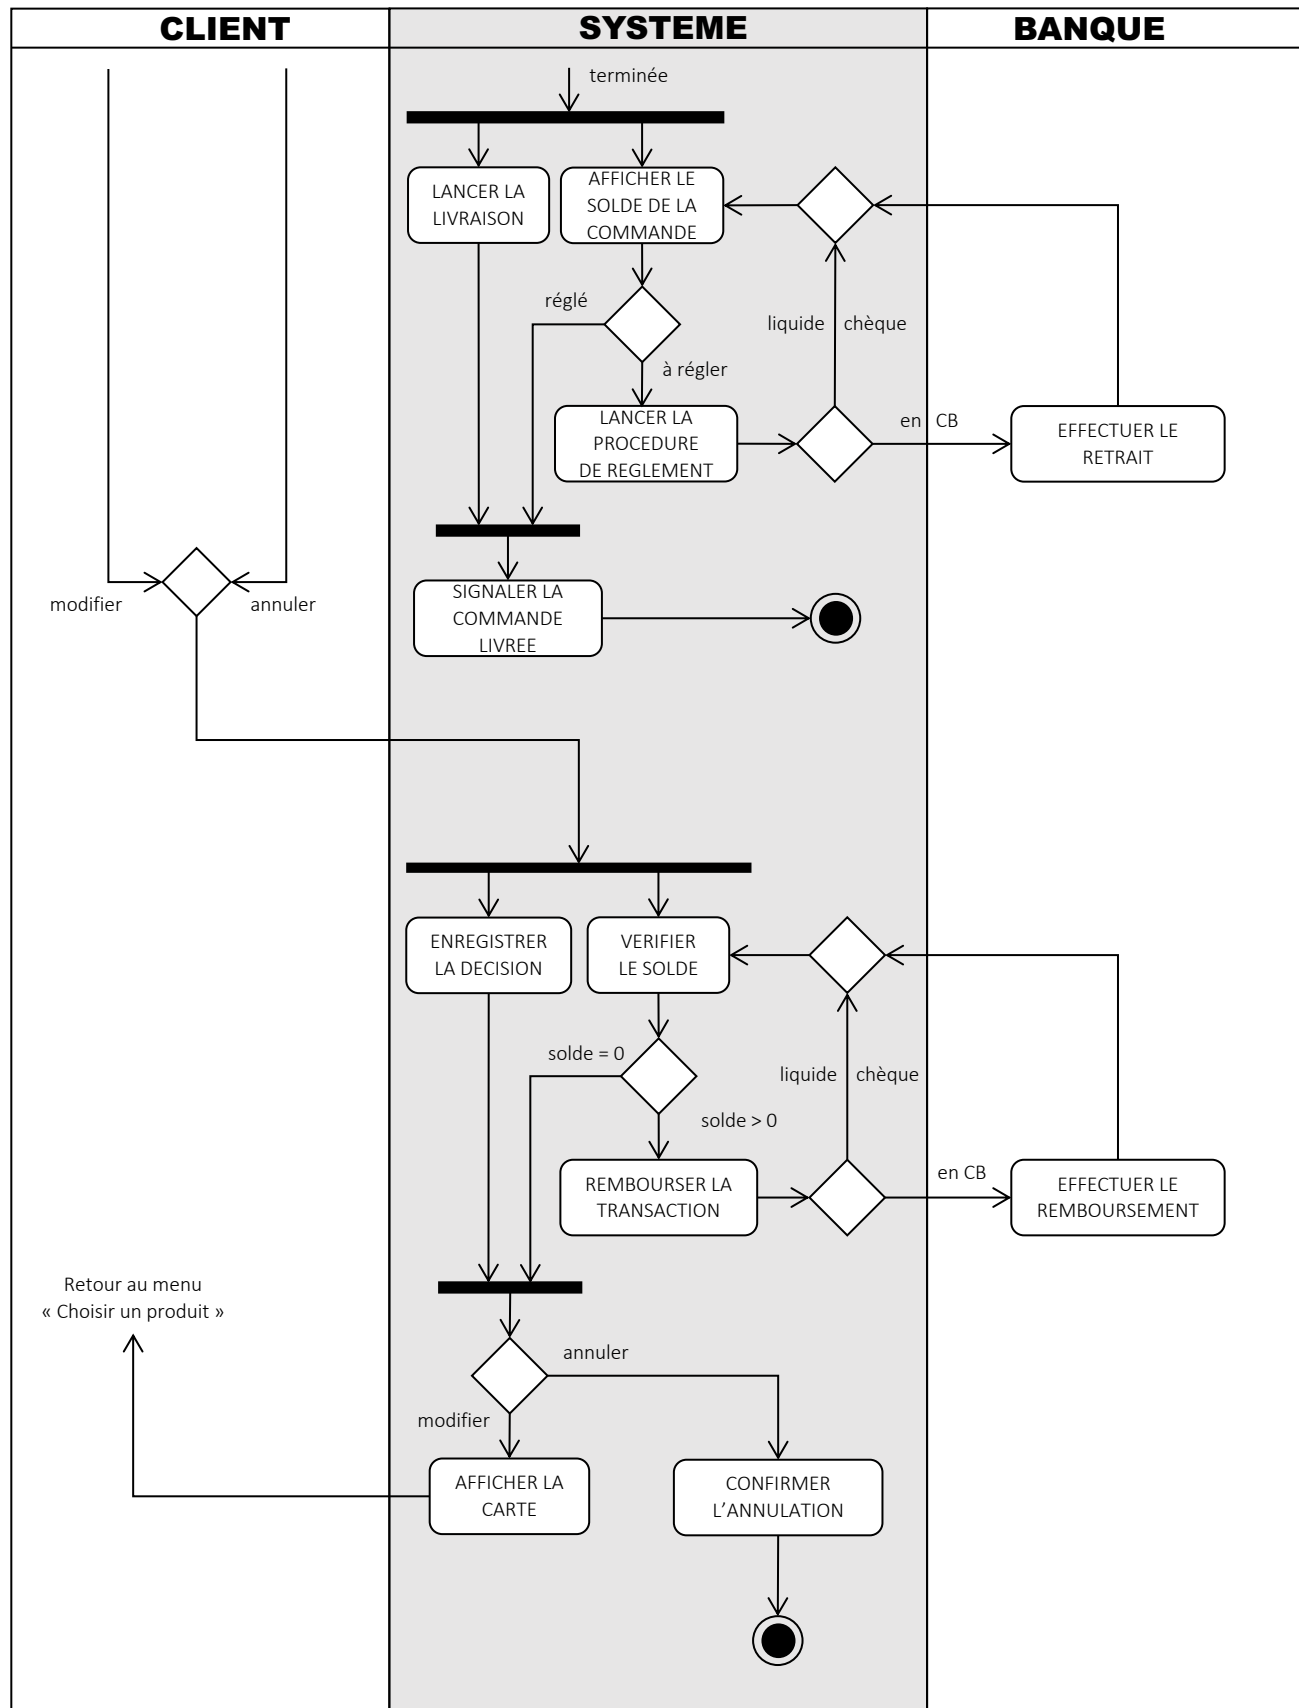 CLIENT
SYSTEME
BANQUE
terminée
LANCER LA
LIVRAISON
AFFICHER LE
SOLDE DE LA
COMMANDE
réglé
liquide
chèque
à régler
LANCER LA
PROCEDURE
DE REGLEMENT
en CB
EFFECTUER LE
RETRAIT
modifier
annuler
SIGNALER LA
COMMANDE
LIVREE
ENREGISTRER
LA DECISION
VERIFIER
LE SOLDE
solde = 0
liquide
chèque
solde > 0
REMBOURSER LA
TRANSACTION
en CB
EFFECTUER LE
REMBOURSEMENT
Retour au menu
« Choisir un produit »
annuler
modifier
AFFICHER LA
CARTE
CONFIRMER
L’ANNULATION